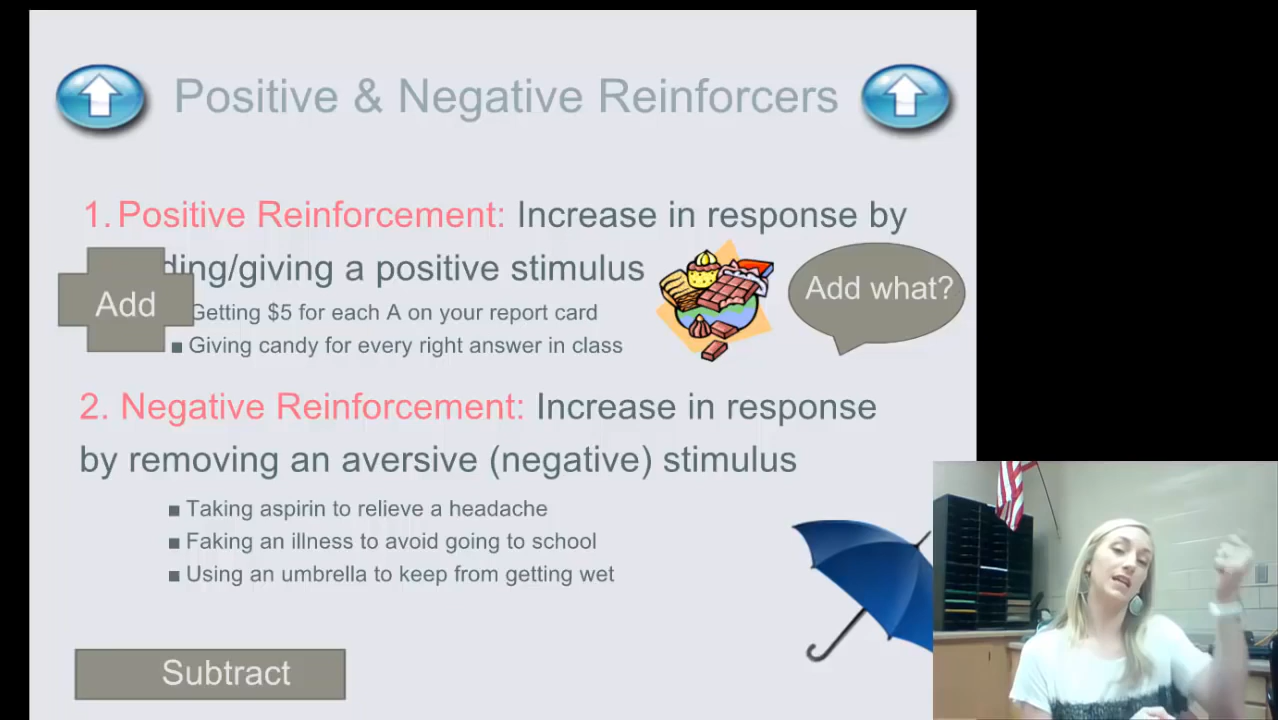 Positive & Negative Reinforcers
1. Positive Reinforcement: Increase in response by
ding/giving a positive stimulus
Add
Add what?
Getting $5 for each A on your report card
■ Giving candy for every right answer in class
2. Negative Reinforcement: Increase in response
by removing an aversive (negative) stimulus
■ Taking aspirin to relieve a headache
■ Faking an illness to avoid going to school
■ Using an umbrella to keep from getting wet
Subtract